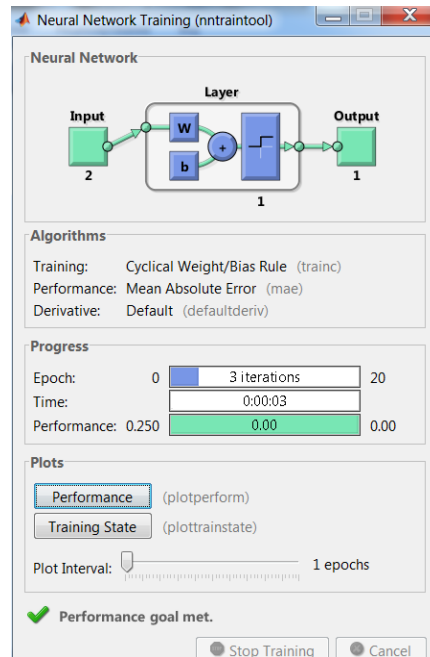 Neural Network Training (nntraintool)
Neural Network
Layer
Input
Output
W
b
+
2
1
1
Algorithms
Training: Cyclical Weight/Bias Rule (trainc)
Performance: Mean Absolute Error (mae)
Derivative: Default (defaultderiv)
Progress
Epoch: 0 3 iterations 20
Time: 0:00:03
Performance: 0.250 0.00 0.00
Plots
Performance (plotperform)
Training State (plottrainstate)
Plot Interval: 1 epochs
Performance goal met.
Stop Training Cancel